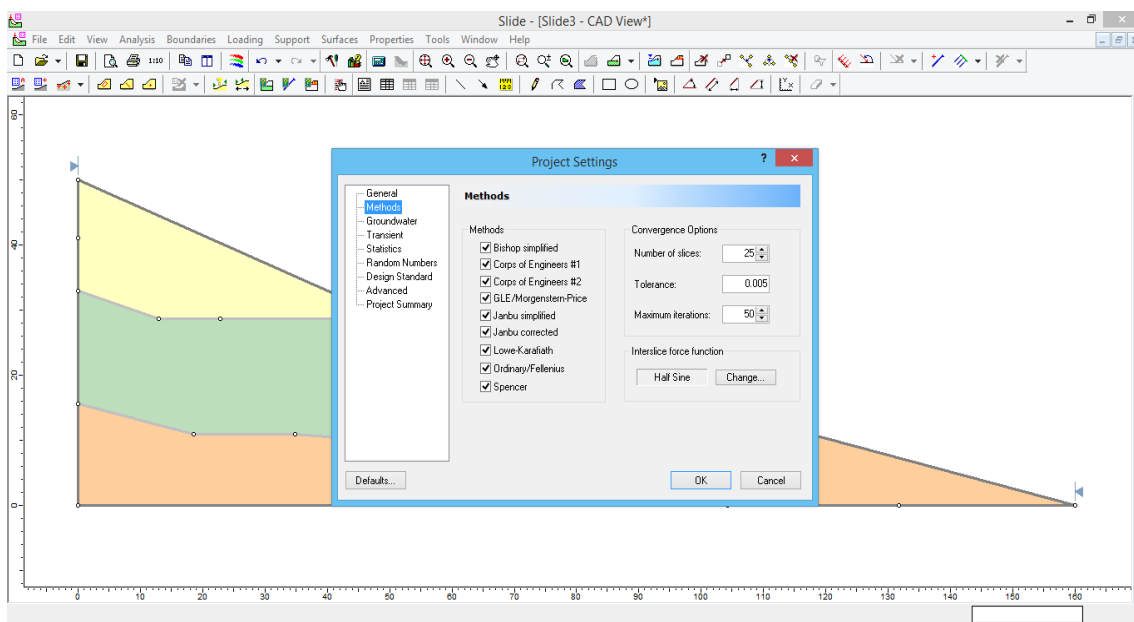 Slide - [Slide3 - CAD View*]
File Edit View Analysis Boundaries Loading Support Surfaces Properties Tools Window Help
1:10
Project Settings
? ×
General
Methods
Groundwater
Transient
Statistics
Random Numbers
Design Standard
Advanced
Project Summary
Methods
Methods
Bishop simplified
Corps of Engineers #1
Corps of Engineers #2
GLE/Morgenstern-Price
Janbu simplified
Janbu corrected
Lowe-Karafiath
Ordinary/Fellenius
Spencer
Convergence Options
Number of slices: 25
Tolerance: 0.005
Maximum iterations: 50
Interslice force function
Half Sine Change...
Defaults... OK Cancel
60
40
20
0
0 10 20 30 40 50 60 70 80 90 100 110 120 130 140 150 160